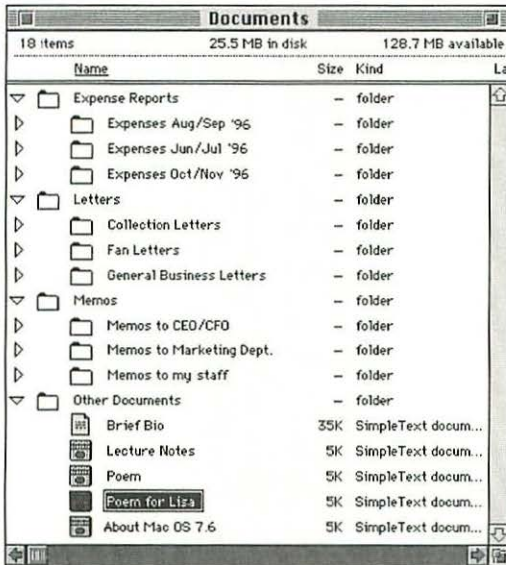 Documents
18 items 25.5 MB in disk 128.7 MB available
Name Size Kind La
Expense Reports – folder
Expenses Aug/Sep '96 – folder
Expenses Jun/Jul '96 – folder
Expenses Oct/Nov '96 – folder
Letters – folder
Collection Letters – folder
Fan Letters – folder
General Business Letters – folder
Memos – folder
Memos to CEO/CFO – folder
Memos to Marketing Dept. – folder
Memos to my staff – folder
Other Documents – folder
Brief Bio 35K SimpleText docum...
Lecture Notes 5K SimpleText docum...
Poem 5K SimpleText docum...
Poem for Lisa 5K SimpleText docum...
About Mac OS 7.6 5K SimpleText docum...